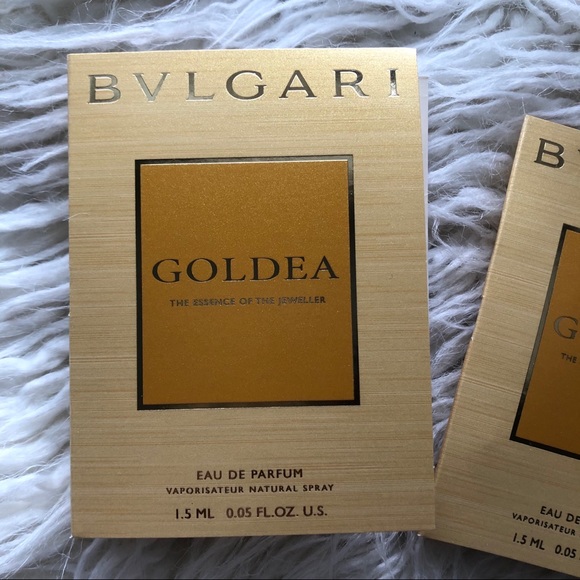 BVLGARI
GOLDEA
THE ESSENCE OF THE JEWELLER
EAU DE PARFUM
VAPORISATEUR NATURAL SPRAY
1.5 ML 0.05 FL.OZ. U.S.
B
G
THE
EAU DE
VAPORISATEUR
1.5 ML 0.05